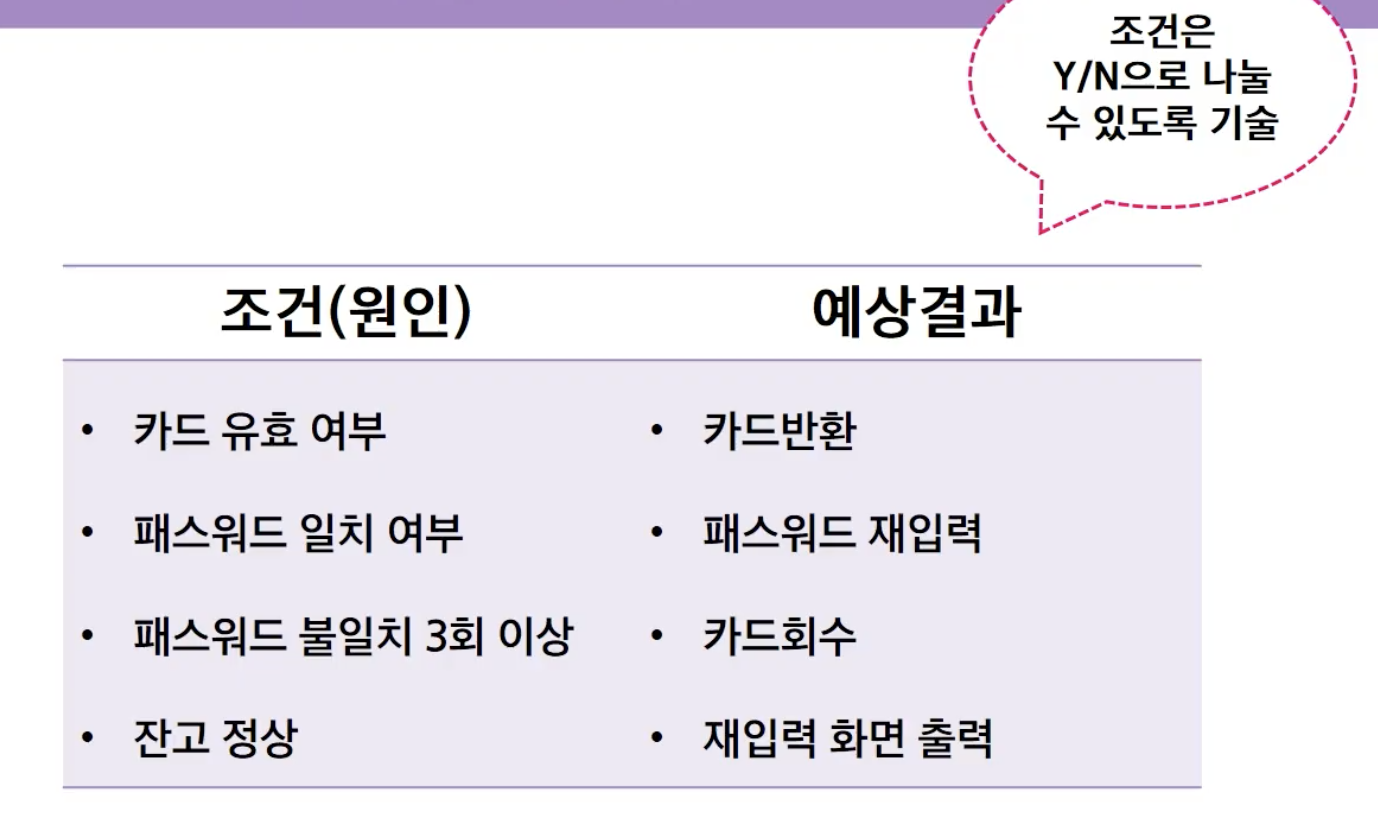 조건은
Y/N으로 나눌
수 있도록 기술
조건(원인) 예상결과
• 카드 유효 여부 • 카드반환
• 패스워드 일치 여부 • 패스워드 재입력
• 패스워드 불일치 3회 이상 • 카드회수
• 잔고 정상 • 재입력 화면 출력